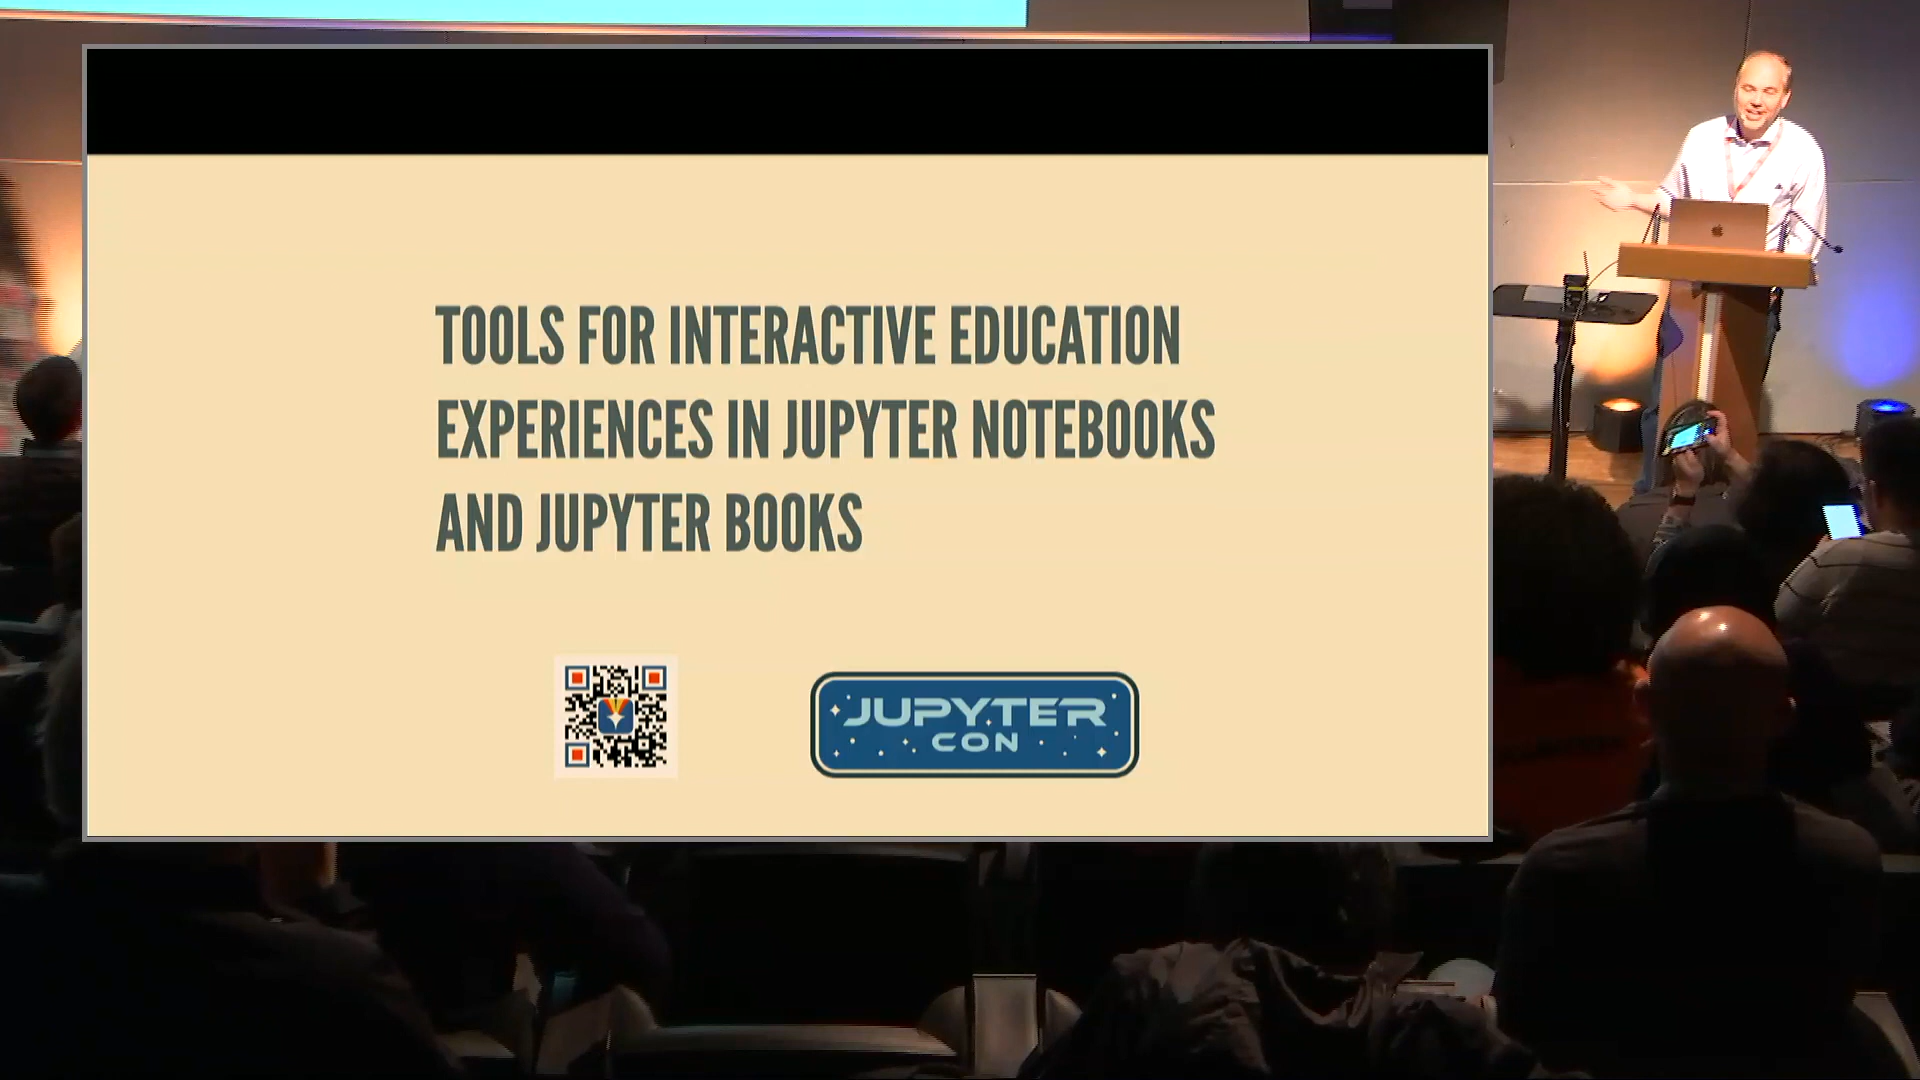 TOOLS FOR INTERACTIVE EDUCATION
EXPERIENCES IN JUPYTER NOTEBOOKS
AND JUPYTER BOOKS
JUPYTER
CON